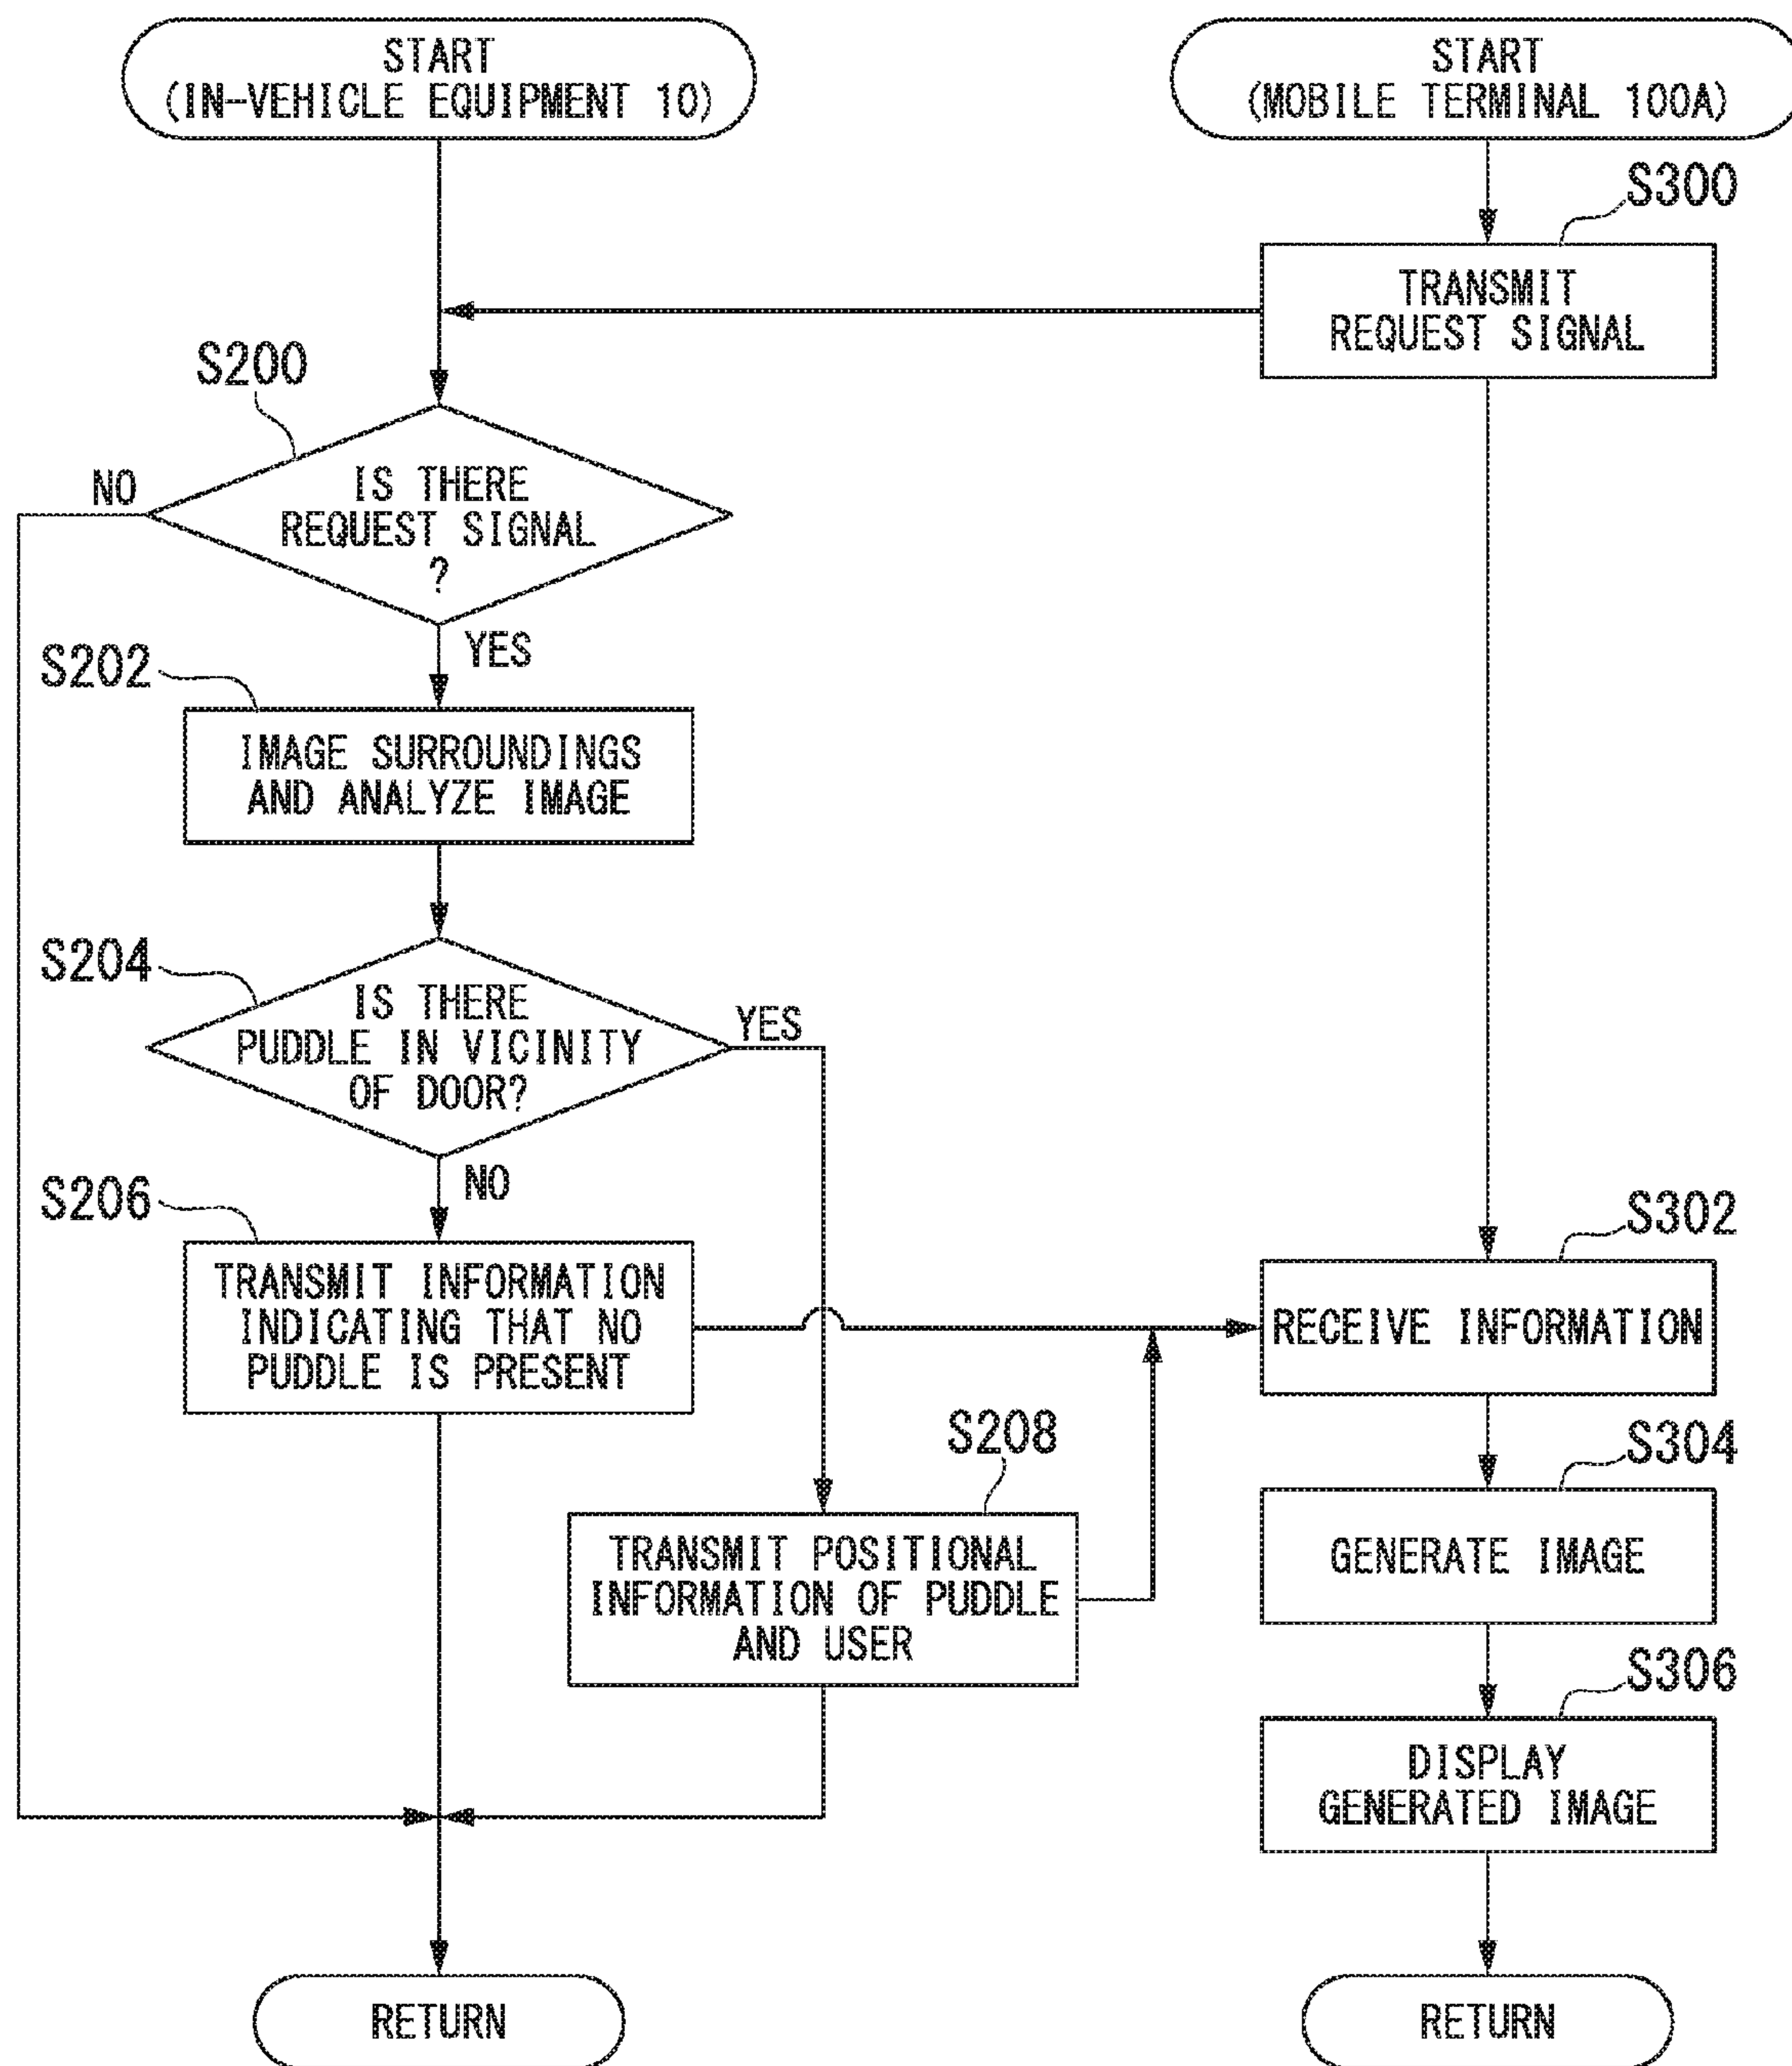 START
(IN-VEHICLE EQUIPMENT 10)
START
(MOBILE TERMINAL 100A)
S300
TRANSMIT
REQUEST SIGNAL
S200
NO
IS THERE
REQUEST SIGNAL
?
YES
S202
IMAGE SURROUNDINGS
AND ANALYZE IMAGE
S204
IS THERE
PUDDLE IN VICINITY
OF DOOR?
YES
NO
S206
TRANSMIT INFORMATION
INDICATING THAT NO
PUDDLE IS PRESENT
S208
TRANSMIT POSITIONAL
INFORMATION OF PUDDLE
AND USER
S302
RECEIVE INFORMATION
S304
GENERATE IMAGE
S306
DISPLAY
GENERATED IMAGE
RETURN
RETURN